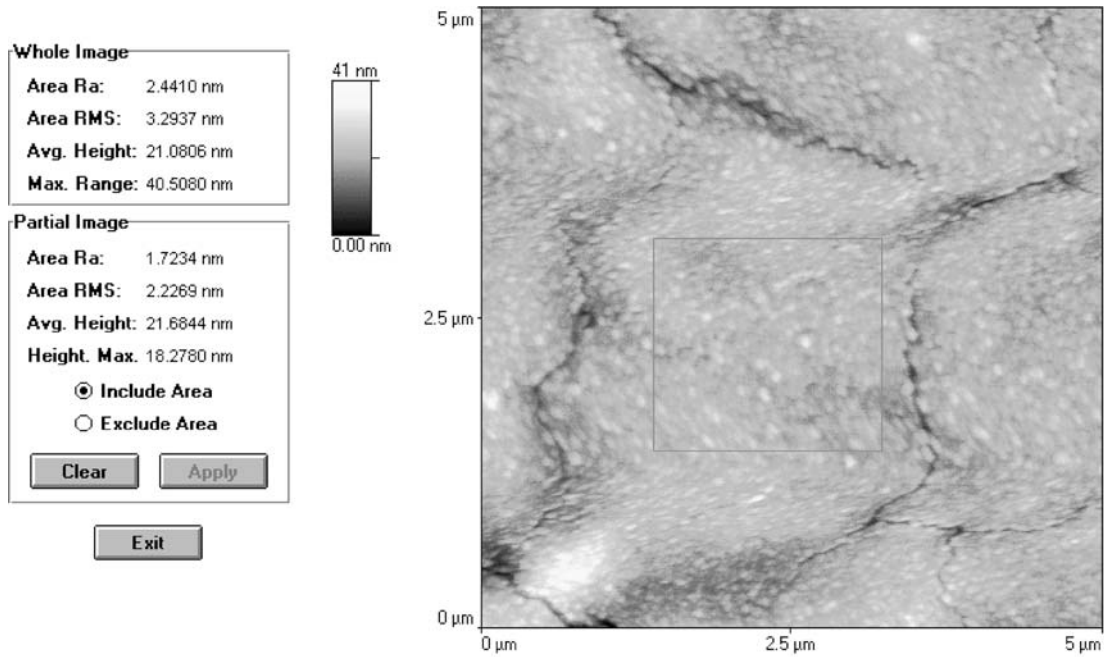 Whole Image
Area Ra: 2.4410 nm
Area RMS: 3.2937 nm
Avg. Height: 21.0806 nm
Max. Range: 40.5080 nm
Partial Image
Area Ra: 1.7234 nm
Area RMS: 2.2269 nm
Avg. Height: 21.6844 nm
Height. Max. 18.2780 nm
Include Area
Exclude Area
Clear Apply
Exit
41 nm
0.00 nm
5 µm
2.5 µm
0 µm
0 µm 2.5 µm 5 µm